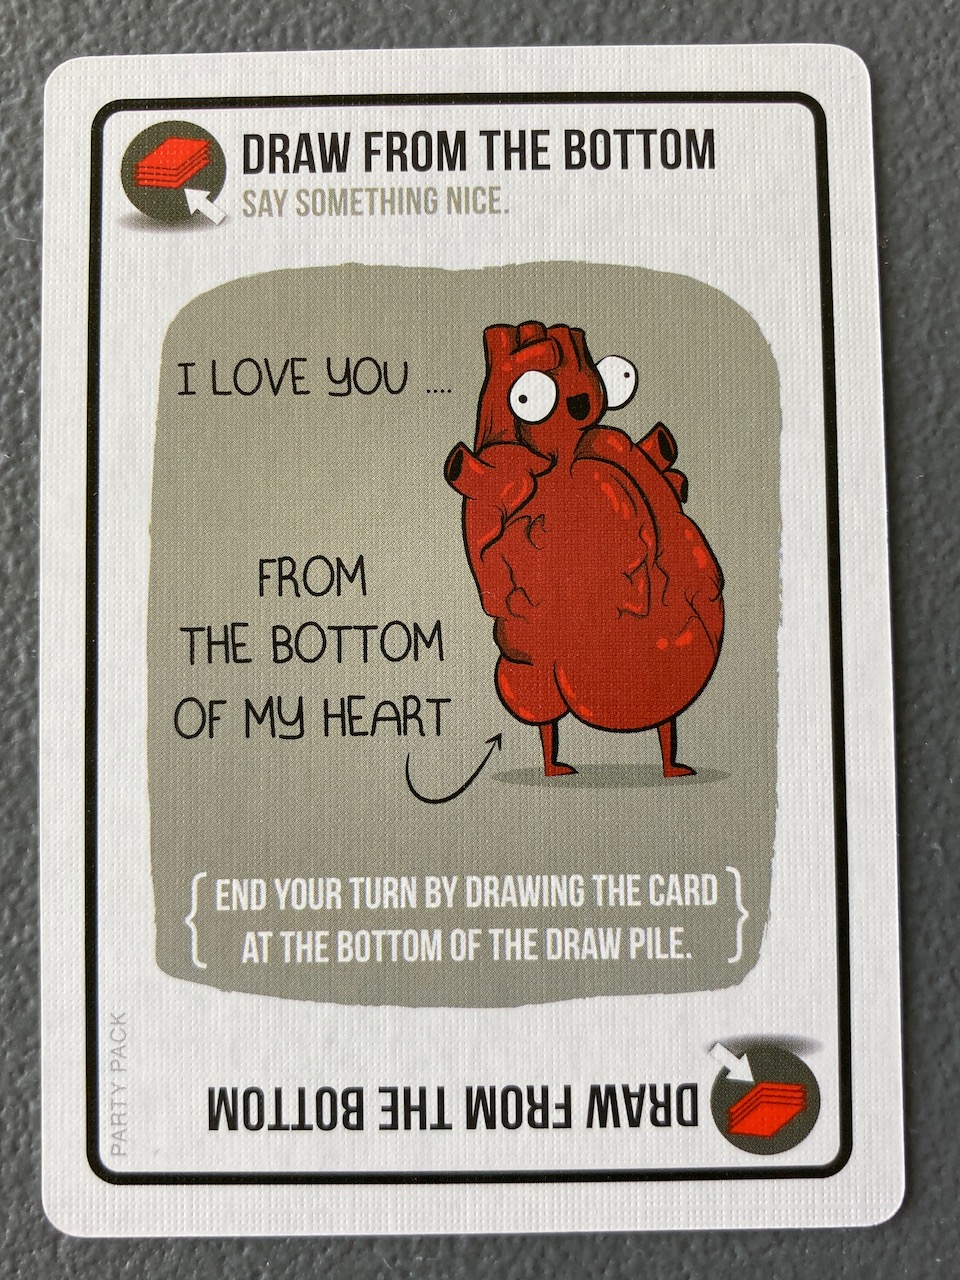 DRAW FROM THE BOTTOM
SAY SOMETHING NICE.
I LOVE YOU ....
FROM
THE BOTTOM
OF MY HEART
{ END YOUR TURN BY DRAWING THE CARD
AT THE BOTTOM OF THE DRAW PILE. }
PARTY PACK
DRAW FROM THE BOTTOM